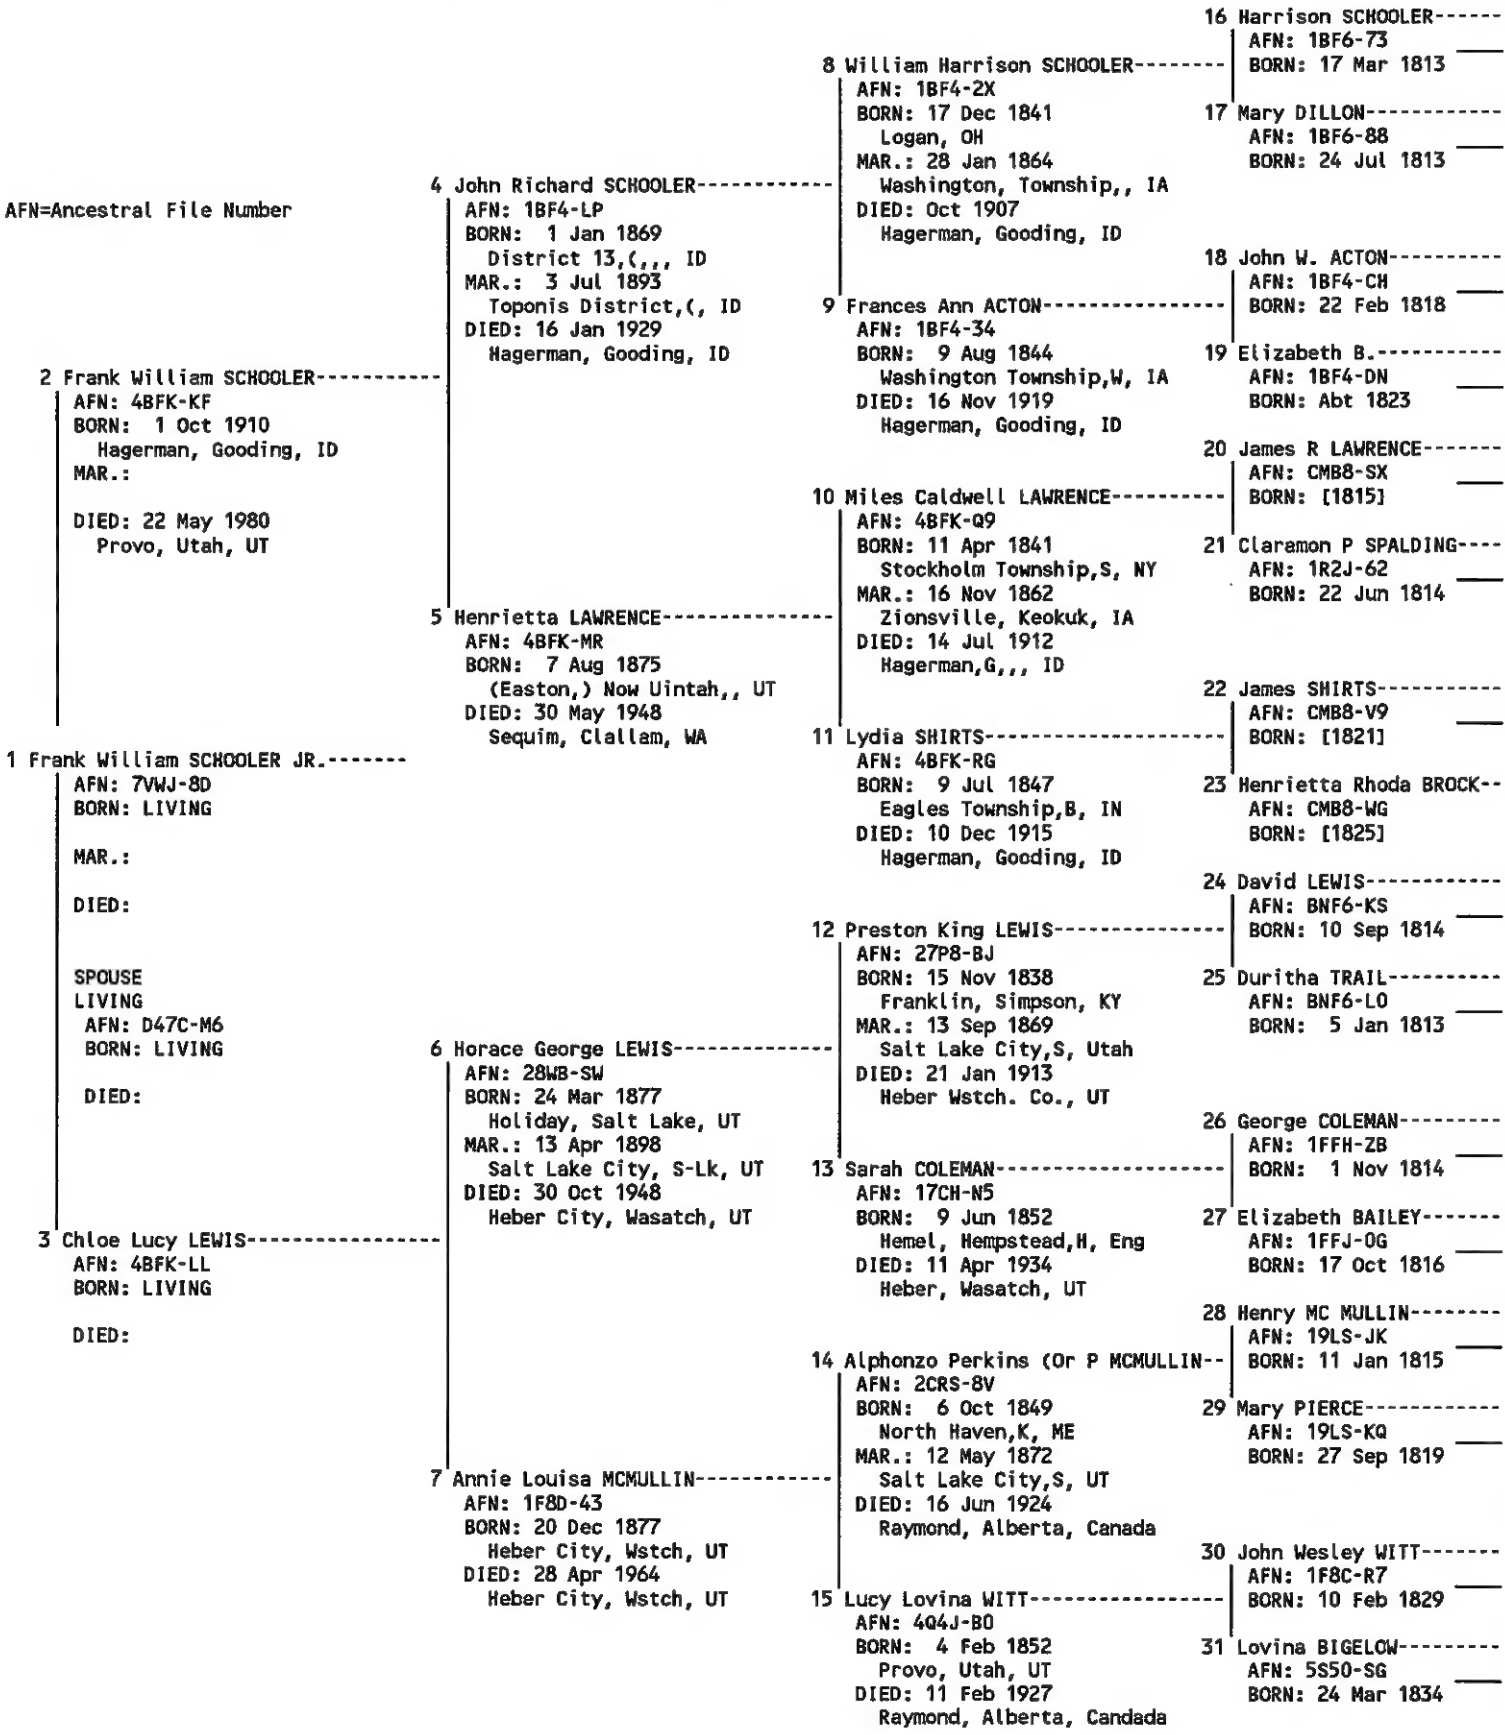 AFN=Ancestral File Number
1 Frank William SCHOOLER JR.-------
AFN: 7VWJ-8D
BORN: LIVING
MAR.:
DIED:
SPOUSE
LIVING
AFN: D47C-M6
BORN: LIVING
DIED:
2 Frank William SCHOOLER-----------
AFN: 4BFK-KF
BORN: 1 Oct 1910
Hagerman, Gooding, ID
MAR.:
DIED: 22 May 1980
Provo, Utah, UT
3 Chloe Lucy LEWIS-----------------
AFN: 4BFK-LL
BORN: LIVING
DIED:
4 John Richard SCHOOLER------------
AFN: 1BF4-LP
BORN: 1 Jan 1869
District 13,(,,, ID
MAR.: 3 Jul 1893
Toponis District,(, ID
DIED: 16 Jan 1929
Hagerman, Gooding, ID
5 Henrietta LAWRENCE---------------
AFN: 4BFK-MR
BORN: 7 Aug 1875
(Easton,) Now Uintah,, UT
DIED: 30 May 1948
Sequim, Clallam, WA
6 Horace George LEWIS--------------
AFN: 28WB-SW
BORN: 24 Mar 1877
Holiday, Salt Lake, UT
MAR.: 13 Apr 1898
Salt Lake City, S-Lk, UT
DIED: 30 Oct 1948
Heber City, Wasatch, UT
7 Annie Louisa MCMULLIN------------
AFN: 1F8D-43
BORN: 20 Dec 1877
Heber City, Wstch, UT
DIED: 28 Apr 1964
Heber City, Wstch, UT
8 William Harrison SCHOOLER--------
AFN: 1BF4-2X
BORN: 17 Dec 1841
Logan, OH
MAR.: 28 Jan 1864
Washington, Township,, IA
DIED: Oct 1907
Hagerman, Gooding, ID
9 Frances Ann ACTON----------------
AFN: 1BF4-34
BORN: 9 Aug 1844
Washington Township,W, IA
DIED: 16 Nov 1919
Hagerman, Gooding, ID
10 Miles Caldwell LAWRENCE----------
AFN: 4BFK-Q9
BORN: 11 Apr 1841
Stockholm Township,S, NY
MAR.: 16 Nov 1862
Zionsville, Keokuk, IA
DIED: 14 Jul 1912
Hagerman,G,,, ID
11 Lydia SHIRTS---------------------
AFN: 4BFK-RG
BORN: 9 Jul 1847
Eagles Township,B, IN
DIED: 10 Dec 1915
Hagerman, Gooding, ID
12 Preston King LEWIS---------------
AFN: 27P8-BJ
BORN: 15 Nov 1838
Franklin, Simpson, KY
MAR.: 13 Sep 1869
Salt Lake City,S, Utah
DIED: 21 Jan 1913
Heber Wstch. Co., UT
13 Sarah COLEMAN--------------------
AFN: 17CH-N5
BORN: 9 Jun 1852
Hemel, Hempstead,H, Eng
DIED: 11 Apr 1934
Heber, Wasatch, UT
14 Alphonzo Perkins (Or P MCMULLIN--
AFN: 2CRS-8V
BORN: 6 Oct 1849
North Haven,K, ME
MAR.: 12 May 1872
Salt Lake City,S, UT
DIED: 16 Jun 1924
Raymond, Alberta, Canada
15 Lucy Lovina WITT-----------------
AFN: 4Q4J-B0
BORN: 4 Feb 1852
Provo, Utah, UT
DIED: 11 Feb 1927
Raymond, Alberta, Candada
16 Harrison SCHOOLER------
AFN: 1BF6-73
BORN: 17 Mar 1813
17 Mary DILLON------------
AFN: 1BF6-88
BORN: 24 Jul 1813
18 John W. ACTON----------
AFN: 1BF4-CH
BORN: 22 Feb 1818
19 Elizabeth B.-----------
AFN: 1BF4-DN
BORN: Abt 1823
20 James R LAWRENCE-------
AFN: CMB8-SX
BORN: [1815]
21 Claramon P SPALDING----
AFN: 1R2J-62
BORN: 22 Jun 1814
22 James SHIRTS-----------
AFN: CMB8-V9
BORN: [1821]
23 Henrietta Rhoda BROCK--
AFN: CMB8-WG
BORN: [1825]
24 David LEWIS------------
AFN: BNF6-KS
BORN: 10 Sep 1814
25 Duritha TRAIL----------
AFN: BNF6-L0
BORN: 5 Jan 1813
26 George COLEMAN---------
AFN: 1FFH-ZB
BORN: 1 Nov 1814
27 Elizabeth BAILEY-------
AFN: 1FFJ-0G
BORN: 17 Oct 1816
28 Henry MC MULLIN--------
AFN: 19LS-JK
BORN: 11 Jan 1815
29 Mary PIERCE------------
AFN: 19LS-KQ
BORN: 27 Sep 1819
30 John Wesley WITT-------
AFN: 1F8C-R7
BORN: 10 Feb 1829
31 Lovina BIGELOW---------
AFN: 5S50-SG
BORN: 24 Mar 1834